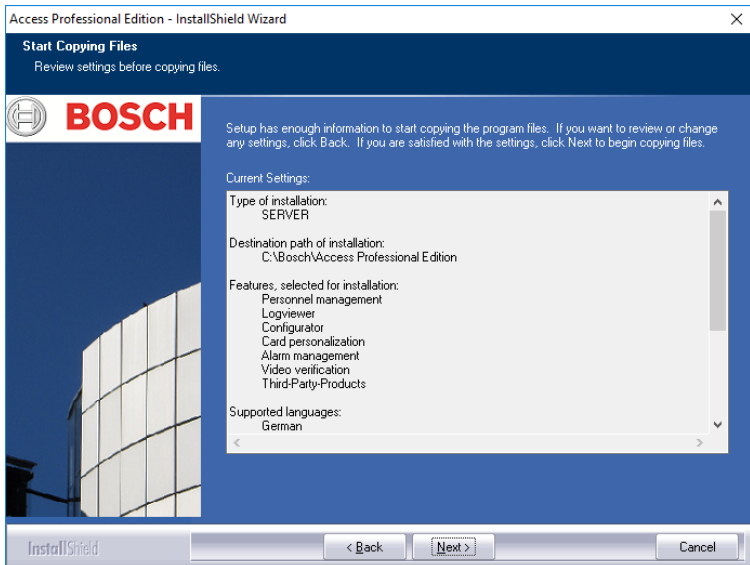 Access Professional Edition - InstallShield Wizard
Start Copying Files
Review settings before copying files.
BOSCH
Setup has enough information to start copying the program files. If you want to review or change
any settings, click Back. If you are satisfied with the settings, click Next to begin copying files.
Current Settings:
Type of installation:
SERVER
Destination path of installation:
C:\Bosch\Access Professional Edition
Features, selected for installation:
Personnel management
Logviewer
Configurator
Card personalization
Alarm management
Video verification
Third-Party-Products
Supported languages:
German
InstallShield
< Back
Next >
Cancel